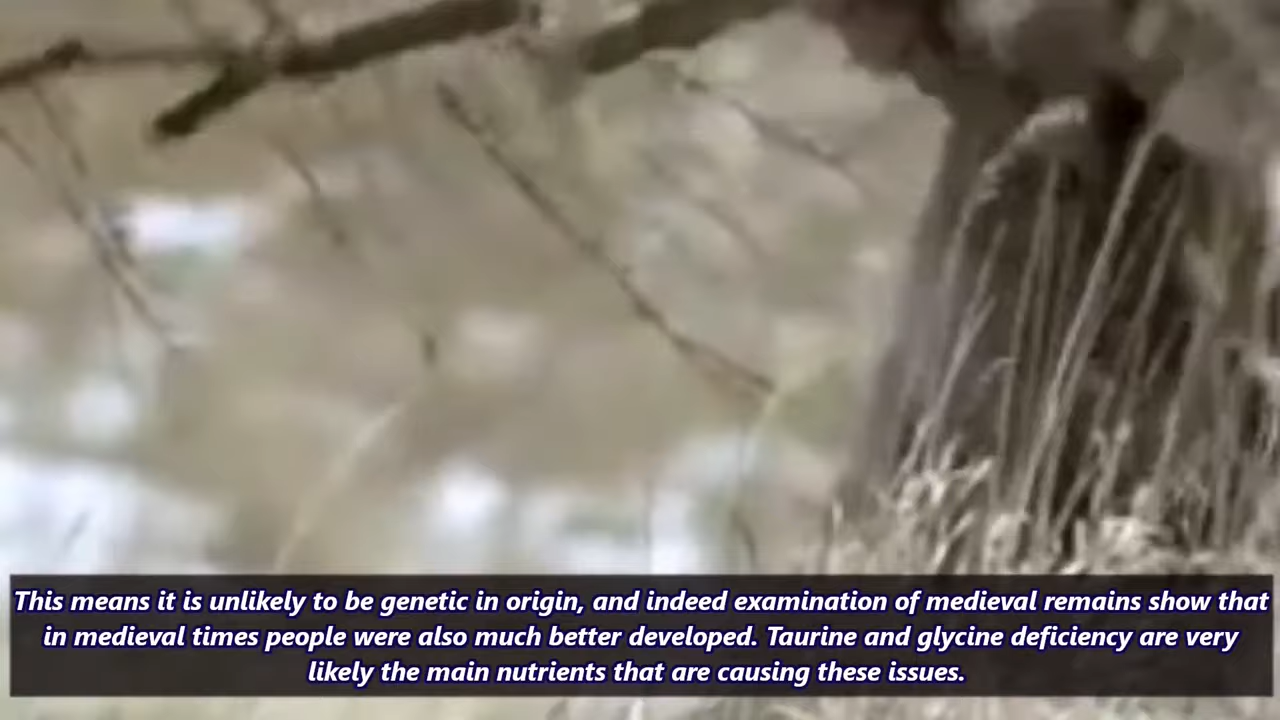 This means it is unlikely to be genetic in origin, and indeed examination of medieval remains show that
in medieval times people were also much better developed. Taurine and glycine deficiency are very
likely the main nutrients that are causing these issues.